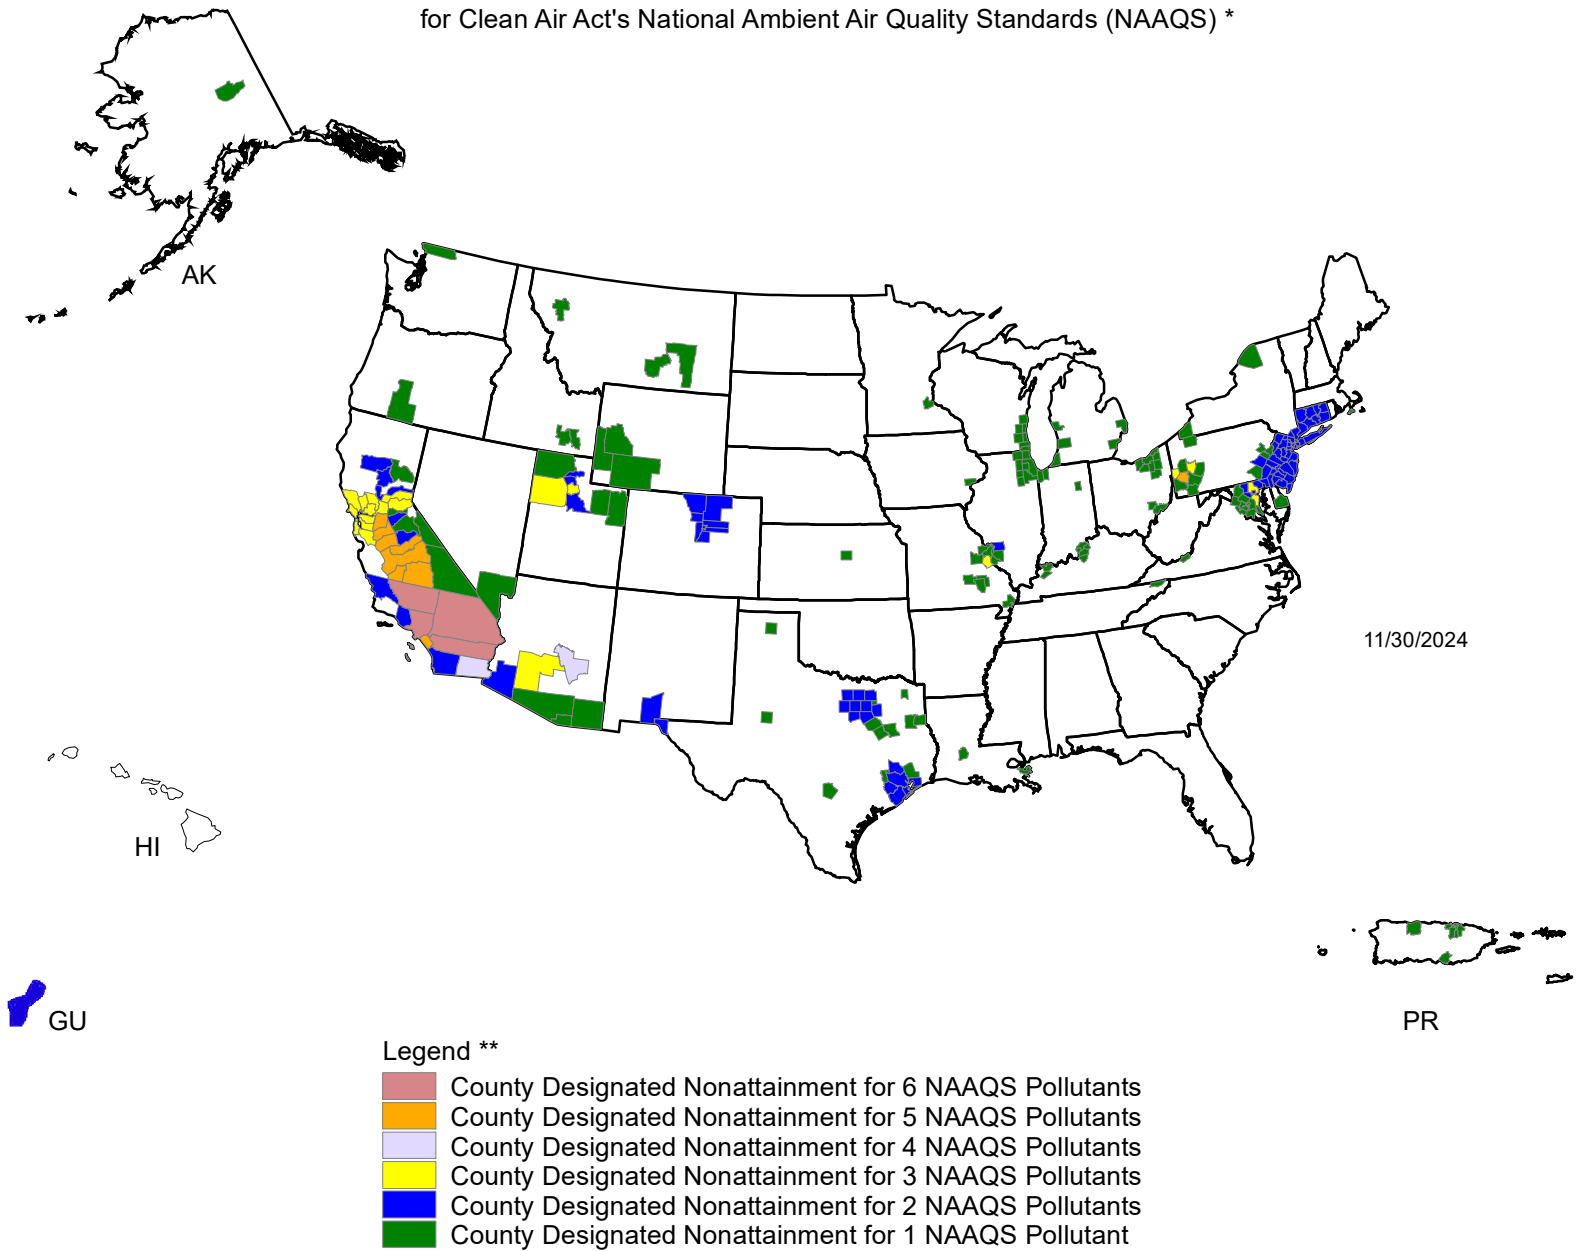 for Clean Air Act's National Ambient Air Quality Standards (NAAQS) *
AK
11/30/2024
HI
GU
PR
Legend **
County Designated Nonattainment for 6 NAAQS Pollutants
County Designated Nonattainment for 5 NAAQS Pollutants
County Designated Nonattainment for 4 NAAQS Pollutants
County Designated Nonattainment for 3 NAAQS Pollutants
County Designated Nonattainment for 2 NAAQS Pollutants
County Designated Nonattainment for 1 NAAQS Pollutant